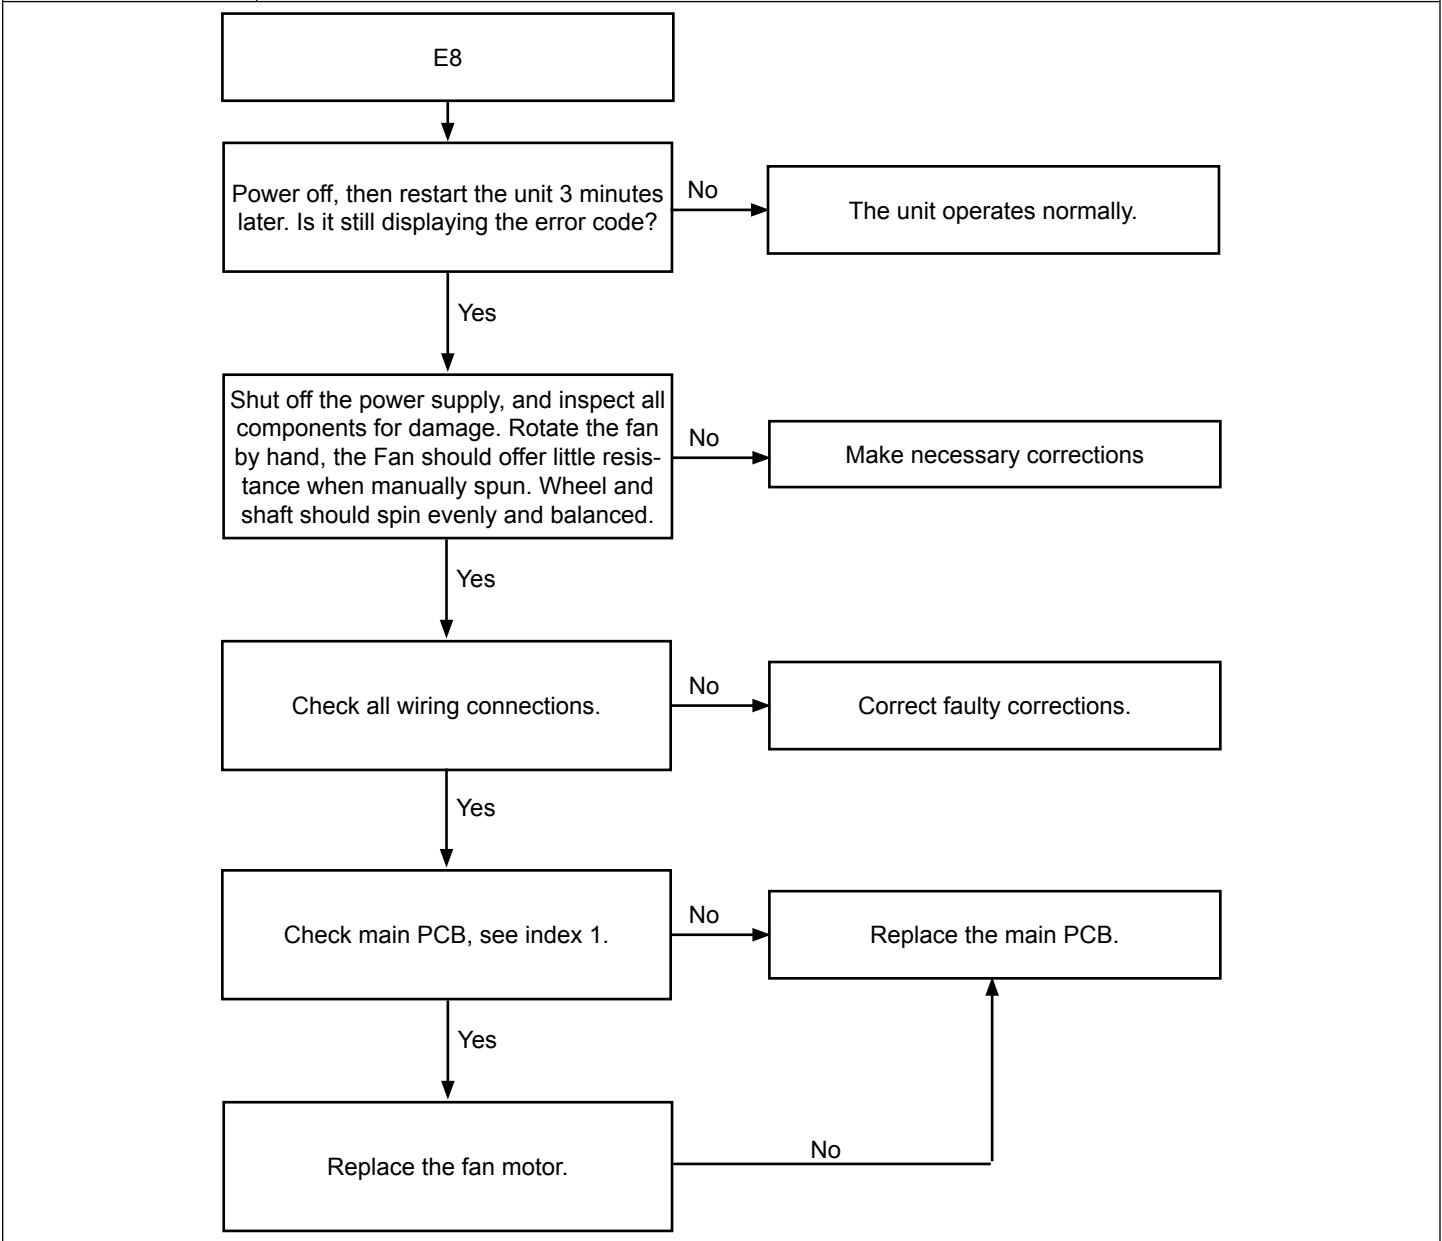 E8
Power off, then restart the unit 3 minutes
later. Is it still displaying the error code?
No
The unit operates normally.
Yes
Shut off the power supply, and inspect all
components for damage. Rotate the fan
by hand, the Fan should offer little resis-
tance when manually spun. Wheel and
shaft should spin evenly and balanced.
No
Make necessary corrections
Yes
Check all wiring connections.
No
Correct faulty corrections.
Yes
Check main PCB, see index 1.
No
Replace the main PCB.
Yes
Replace the fan motor.
No